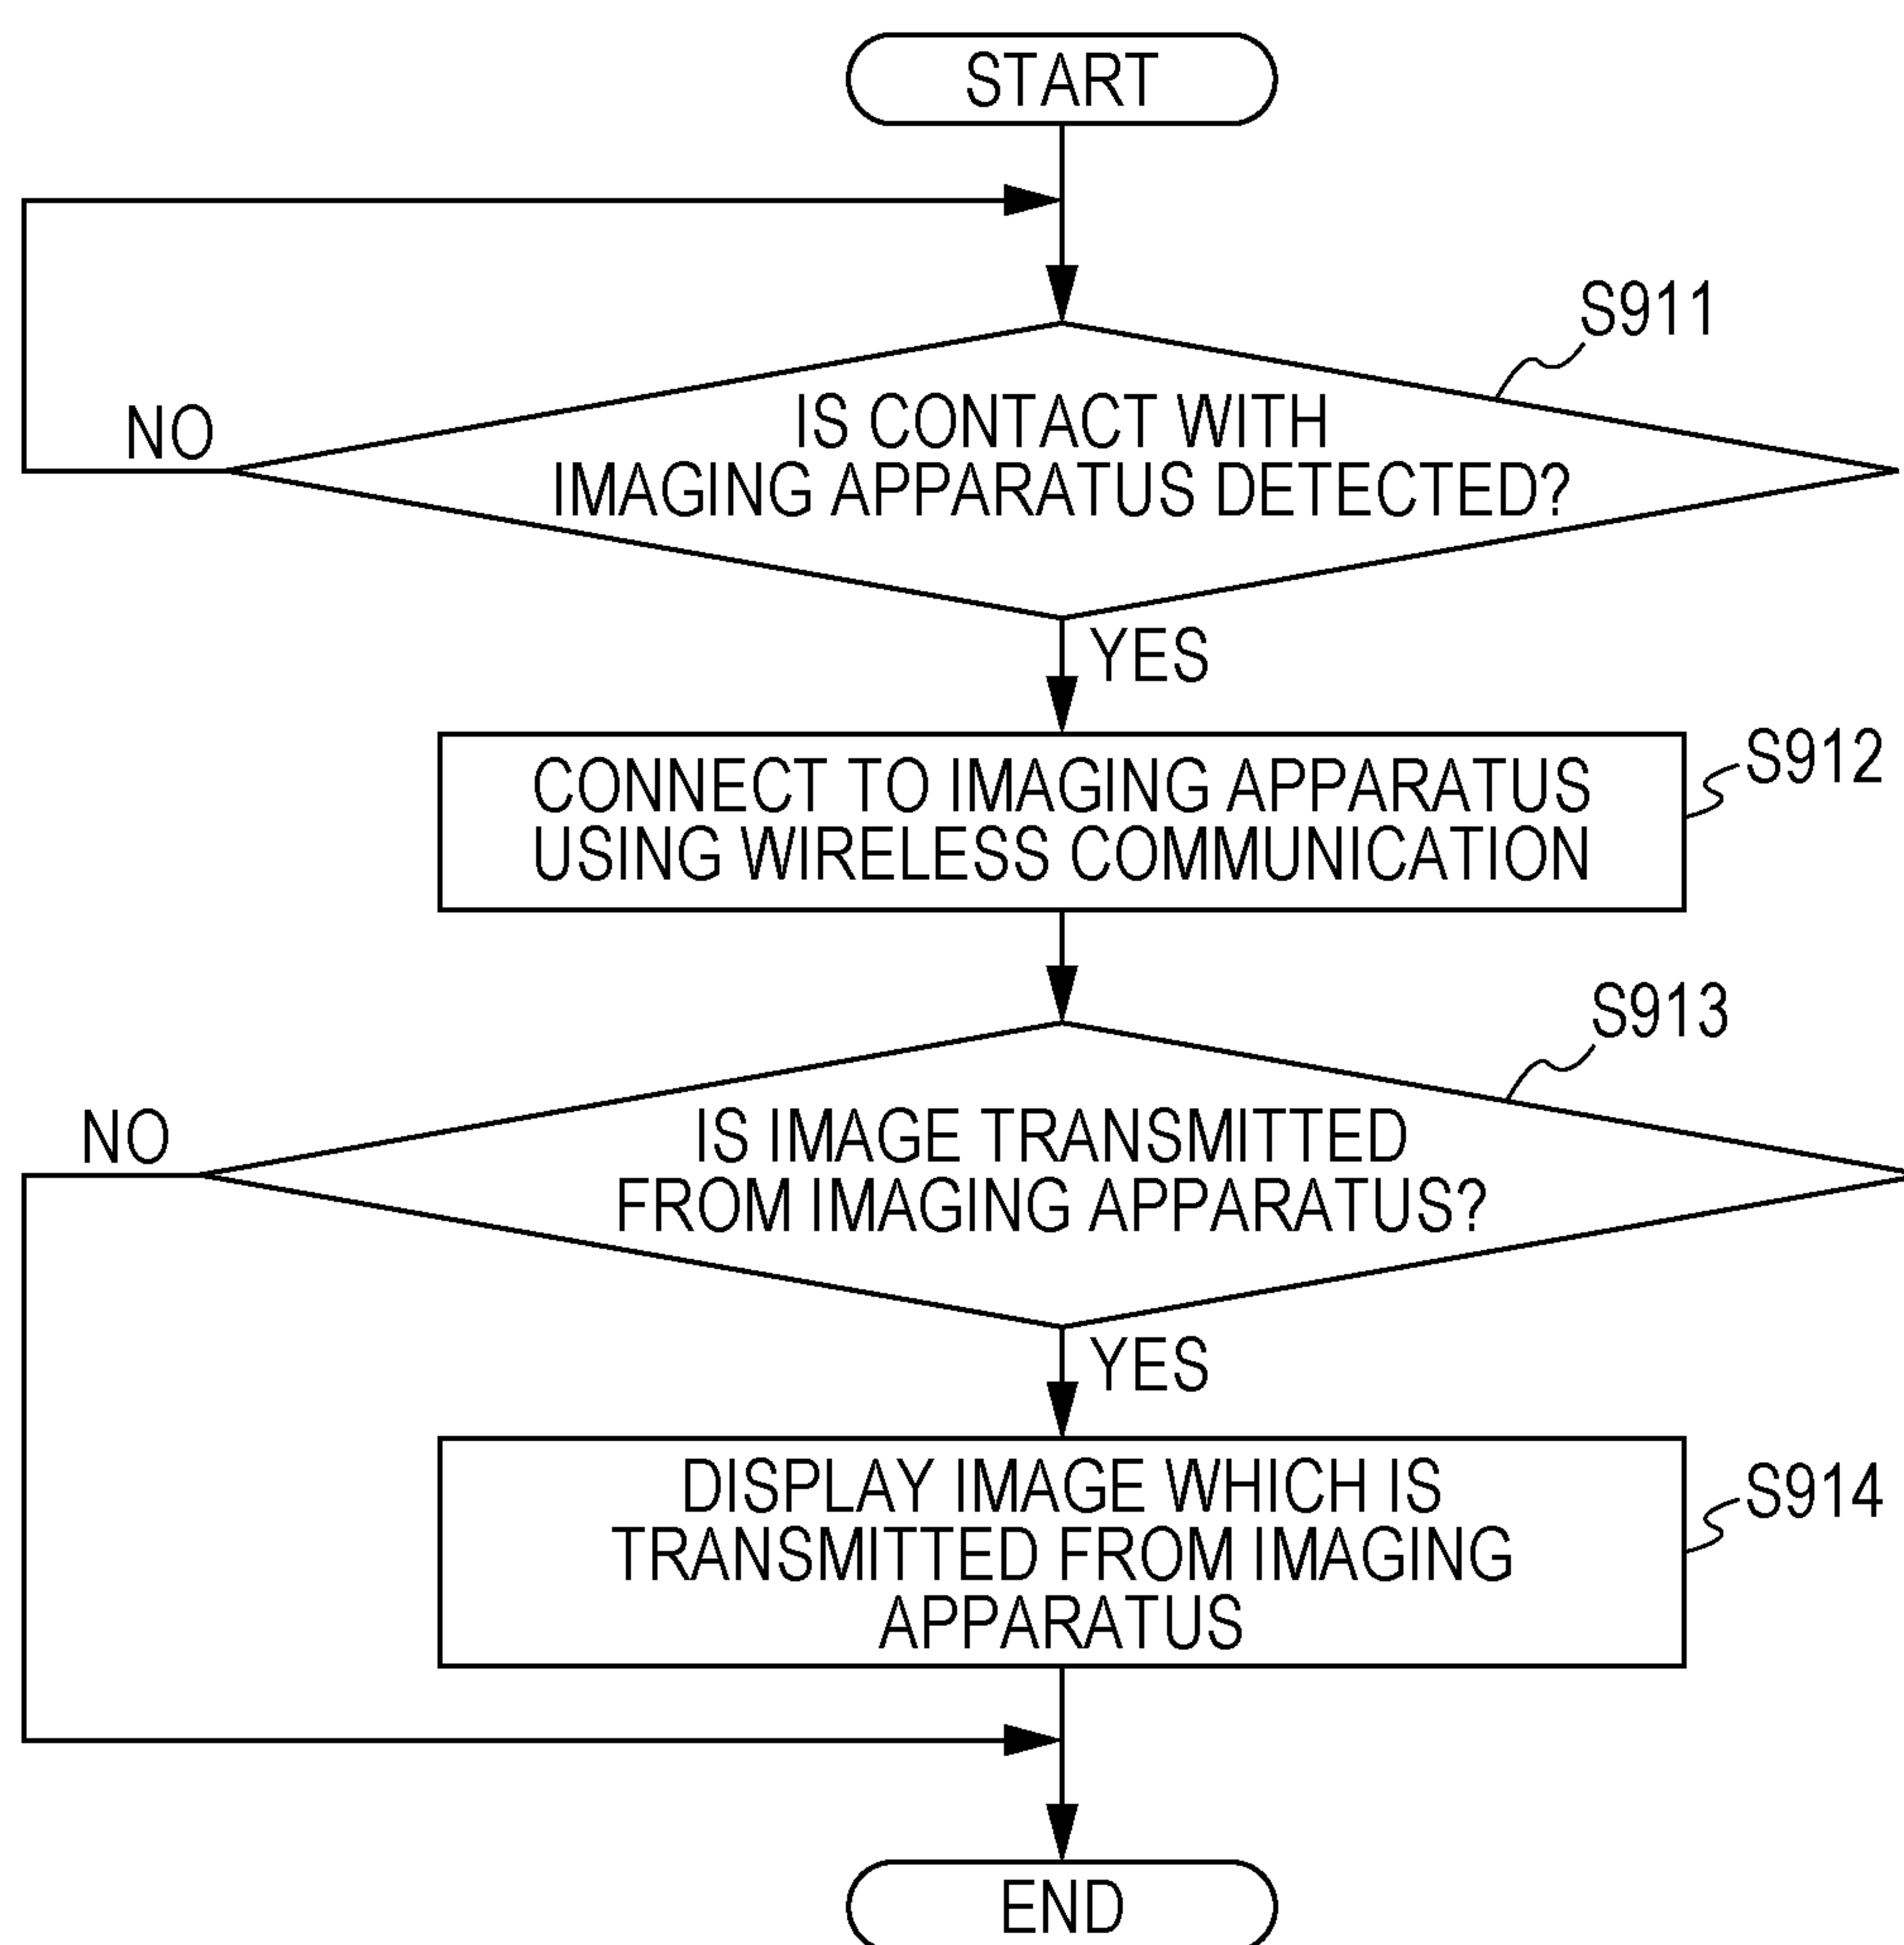 START
S911
IS CONTACT WITH
IMAGING APPARATUS DETECTED?
NO
YES
S912
CONNECT TO IMAGING APPARATUS
USING WIRELESS COMMUNICATION
S913
IS IMAGE TRANSMITTED
FROM IMAGING APPARATUS?
NO
YES
S914
DISPLAY IMAGE WHICH IS
TRANSMITTED FROM IMAGING
APPARATUS
END